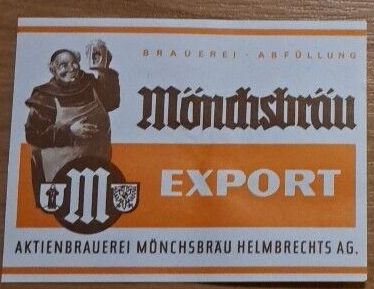 BRAUEREI-ABFÜLLUNG
Mönchsbräu
M
EXPORT
AKTIENBRAUEREI MÖNCHSBRÄU HELMBRECHTS AG.